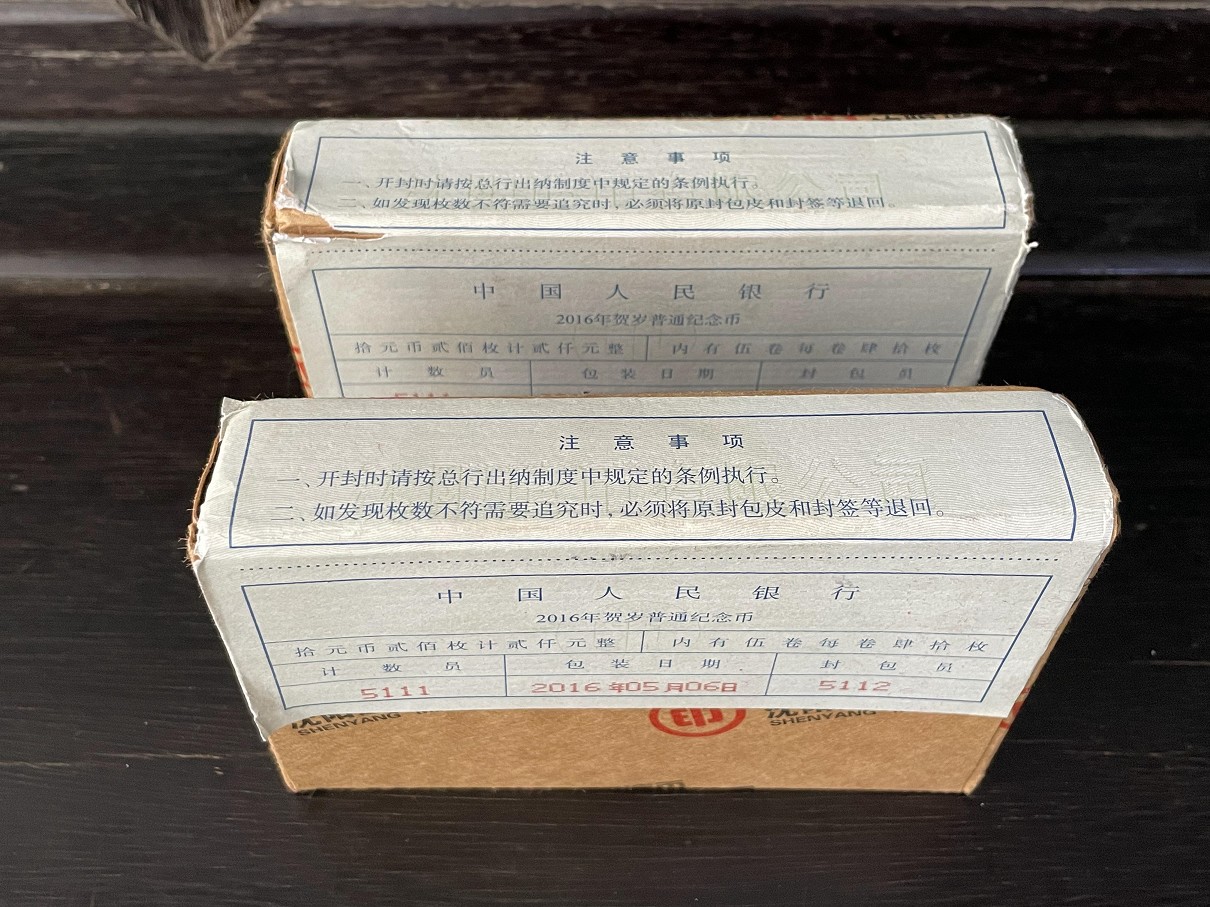 注意事项
一、开封时请按总行出纳制度中规定的条例执行。
二、如发现枚数不符需要追究时,必须将原封包皮和封签等退回。
中国人民银行
2016年贺岁普通纪念币
拾元币贰佰枚计贰仟元整 内有伍卷每卷肆拾枚
计数员 包装日期 封包员
5111
注意事项
一、开封时请按总行出纳制度中规定的条例执行。
二、如发现枚数不符需要追究时,必须将原封包皮和封签等退回。
中国人民银行
2016年贺岁普通纪念币
拾元币贰佰枚计贰仟元整 内有伍卷每卷肆拾枚
计数员 包装日期 封包员
5111 2016年05月06日 5112
SHENYANG 印 SHENYANG